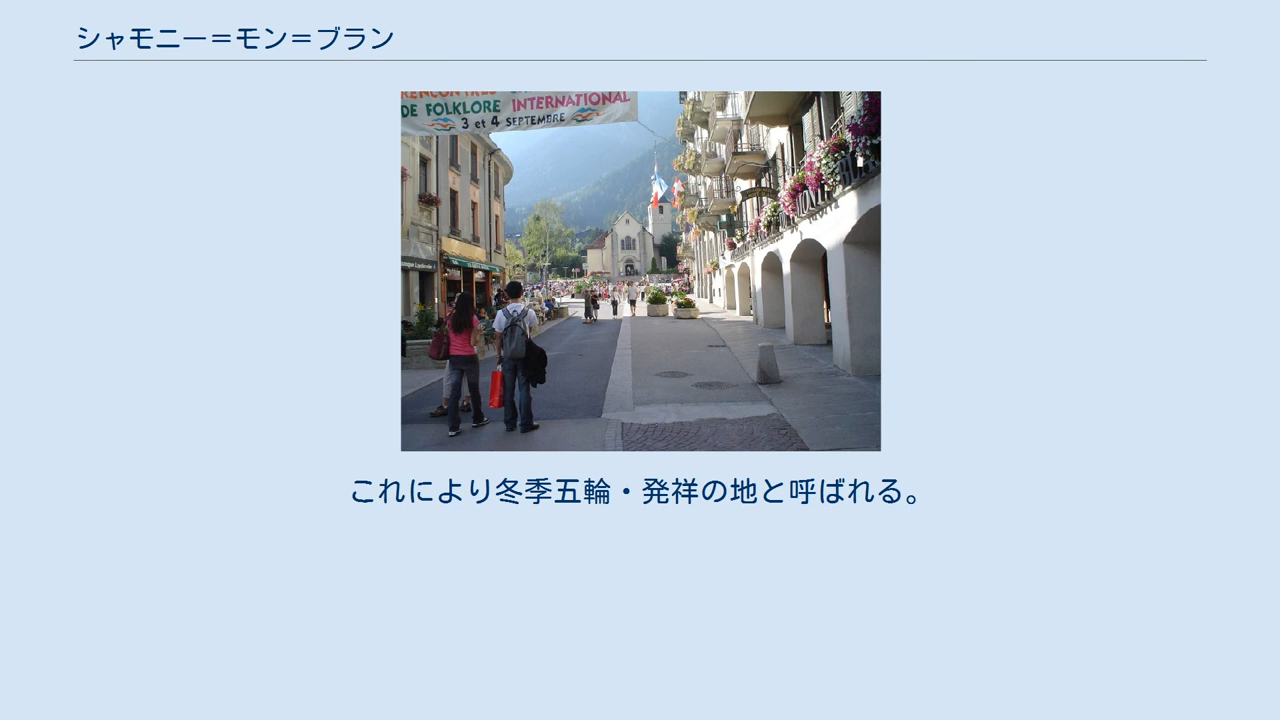 シャモニー＝モン＝ブラン
DE FOLKLORE INTERNATIONAL
3 et 4 SEPTEMBRE
これにより冬季五輪・発祥の地と呼ばれる。